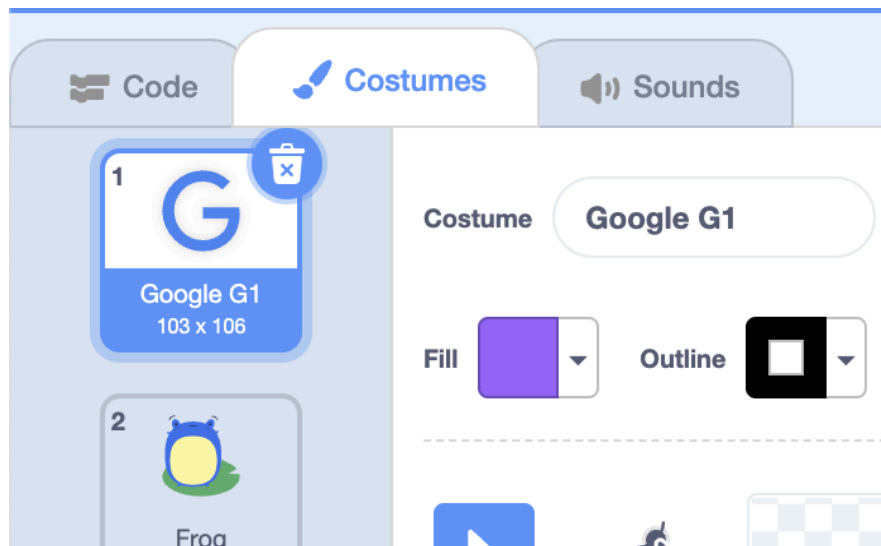 Code
Costumes
Sounds
1
G
Google G1
103 x 106
Costume
Google G1
Fill
Outline
2
Frog